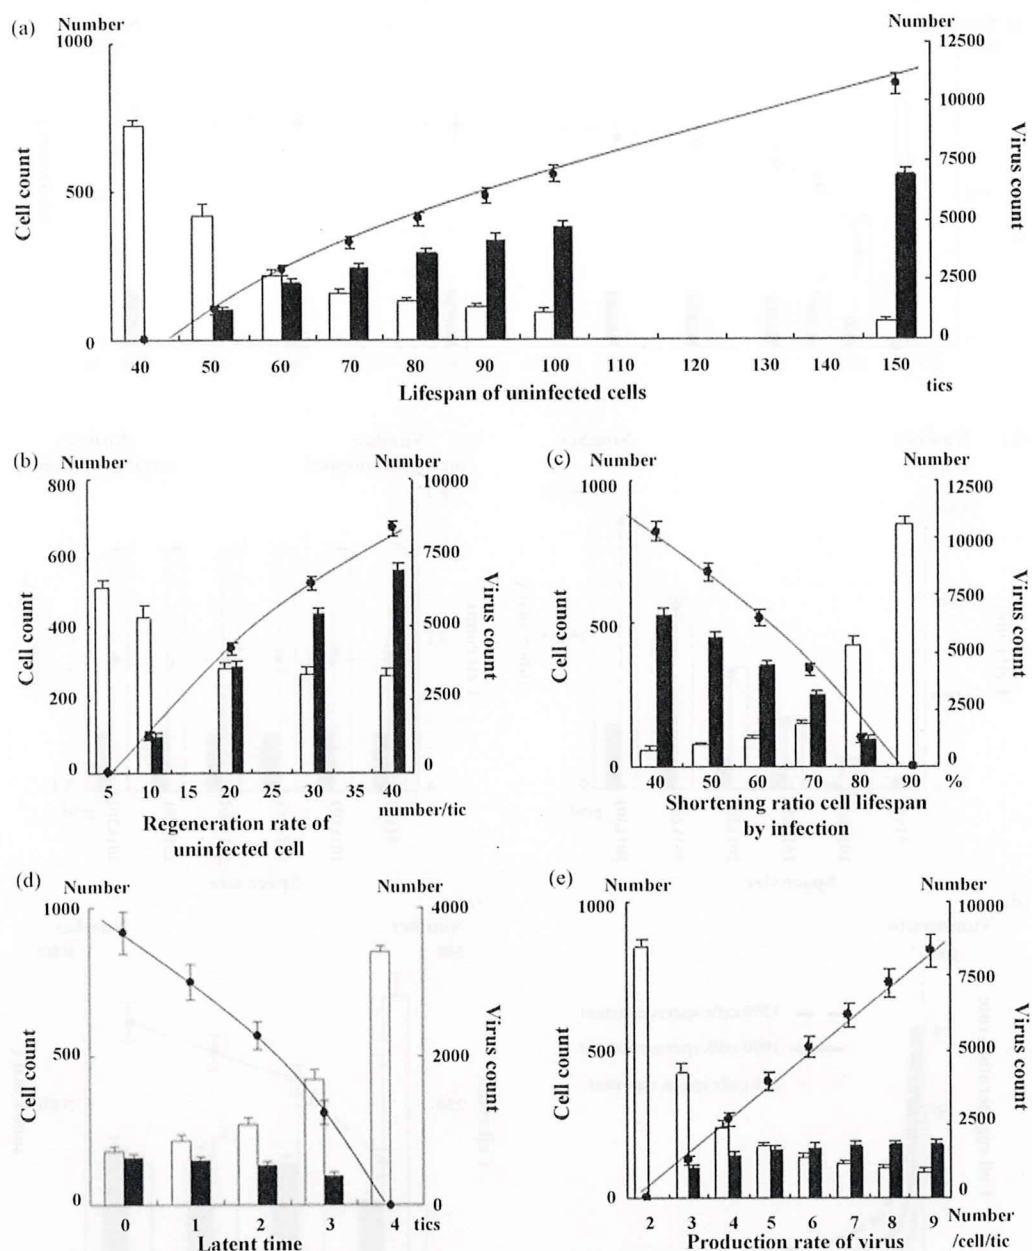 (a)
Number
Number
1000
12500
10000
500
7500
5000
2500
0
0
Cell count
Virus count
40 50 60 70 80 90 100 110 120 130 140 150
Lifespan of uninfected cells
tics
(b)
Number
Number
800
10000
600
7500
400
5000
200
2500
0
0
Cell count
Virus count
5 10 15 20 25 30 35 40
number/tic
Regeneration rate of
uninfected cell
(c)
Number
Number
1000
12500
10000
500
7500
5000
2500
0
0
Cell count
Virus count
40 50 60 70 80 90 %
Shortening ratio cell lifespan
by infection
(d)
Number
Number
1000
4000
500
2000
0
0
Cell count
Virus count
0 1 2 3 4 tics
Latent time
(e)
Number
Number
1000
10000
7500
500
5000
2500
0
0
Cell count
Virus count
2 3 4 5 6 7 8 9 Number
/cell/tic
Production rate of virus